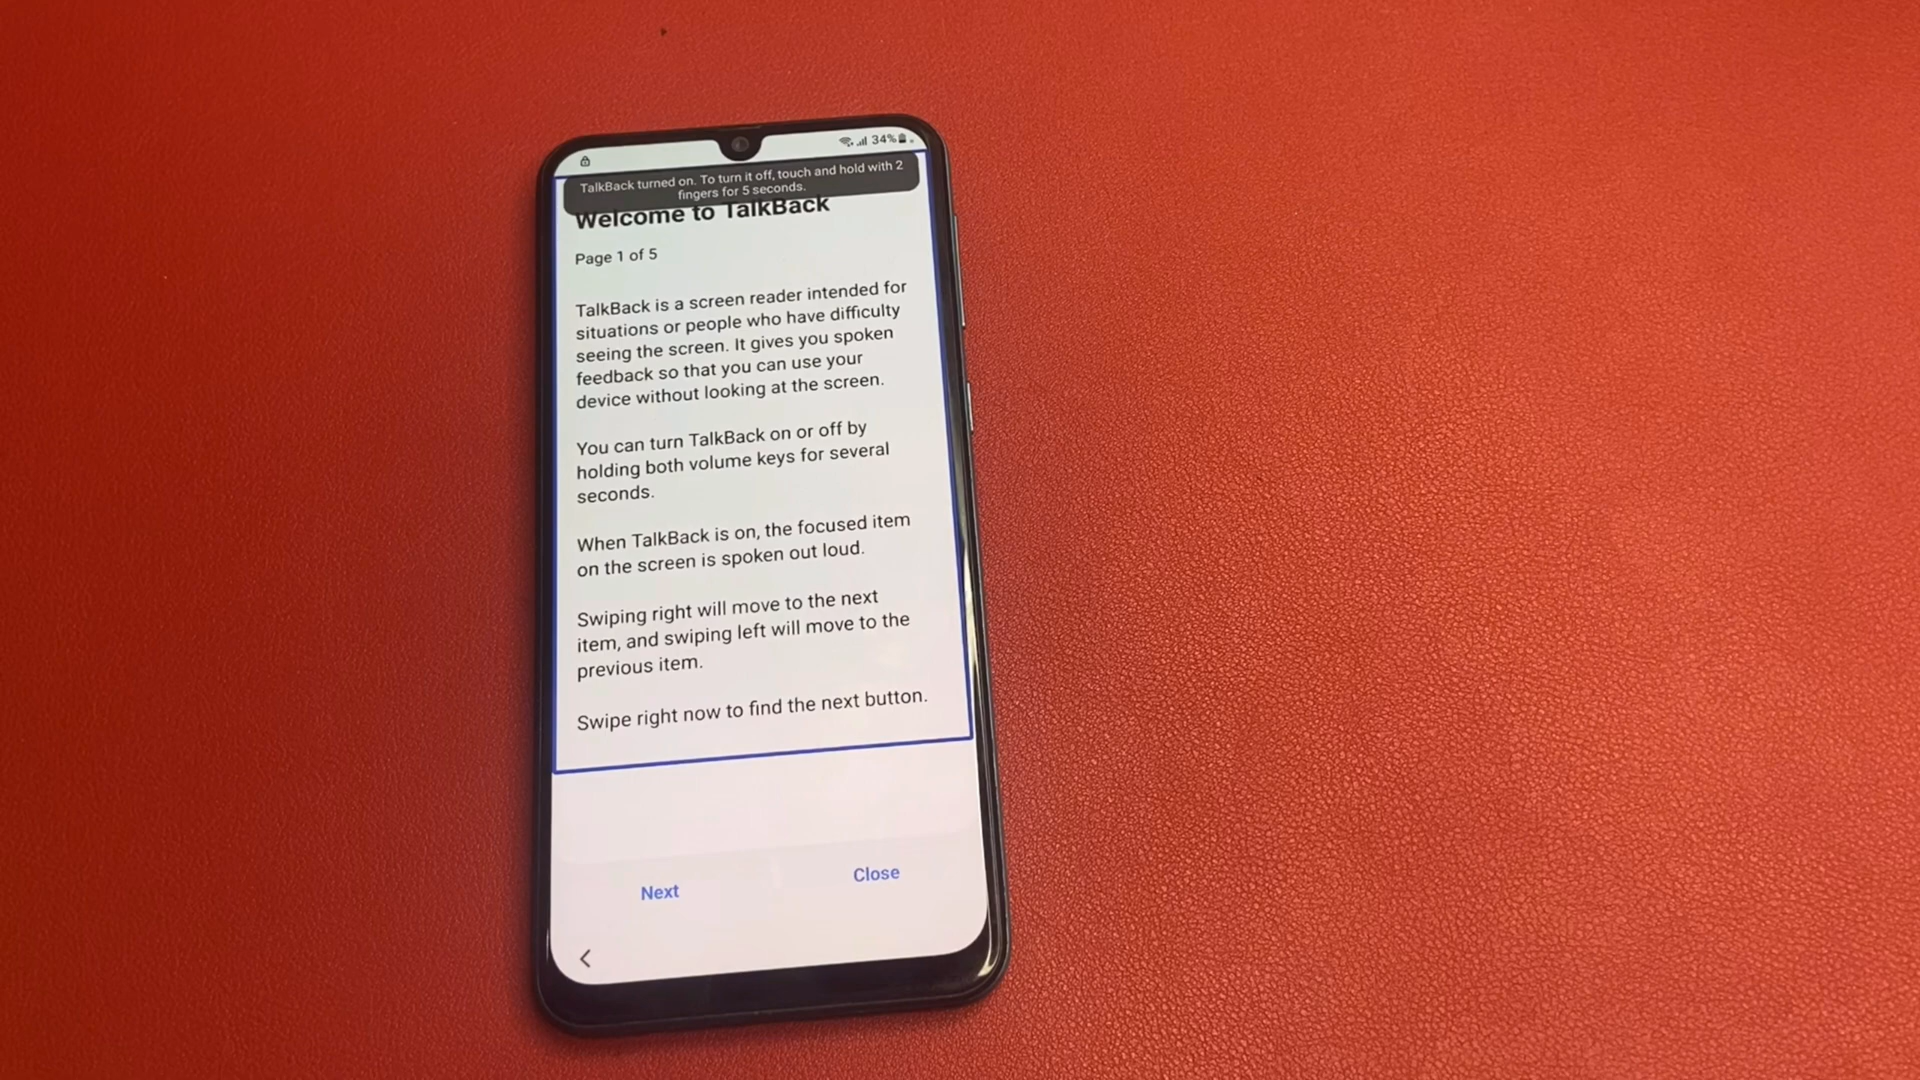 34%
TalkBack turned on. To turn it off, touch and hold with 2
fingers for 5 seconds.
Welcome to TalkBack
Page 1 of 5
TalkBack is a screen reader intended for
situations or people who have difficulty
seeing the screen. It gives you spoken
feedback so that you can use your
device without looking at the screen.
You can turn TalkBack on or off by
holding both volume keys for several
seconds.
When TalkBack is on, the focused item
on the screen is spoken out loud.
Swiping right will move to the next
item, and swiping left will move to the
previous item.
Swipe right now to find the next button.
Next
Close